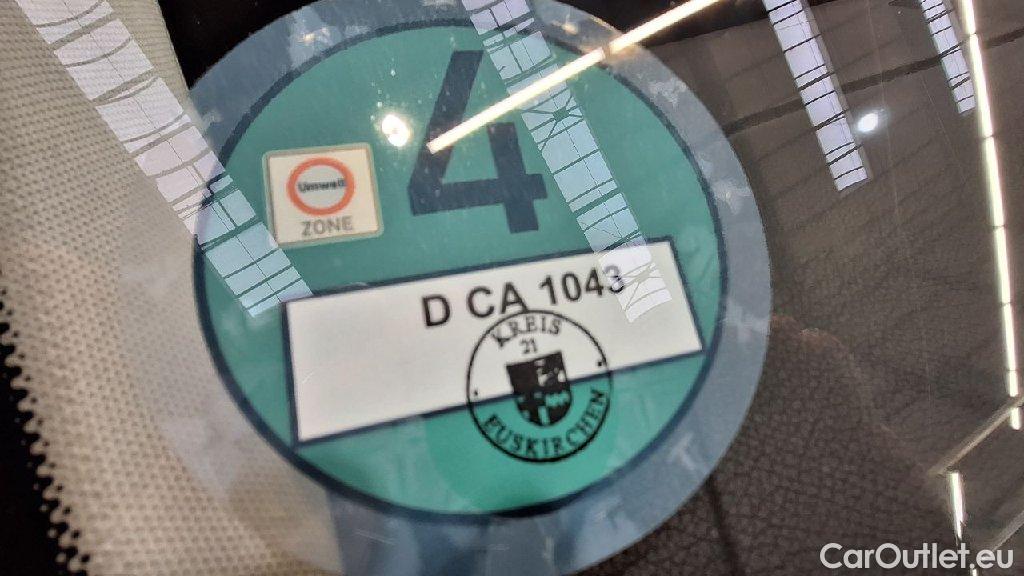 4
Umwelt
ZONE
D CA 1043
KREIS
21
EUSKIRCHEN
CarOutlet.eu